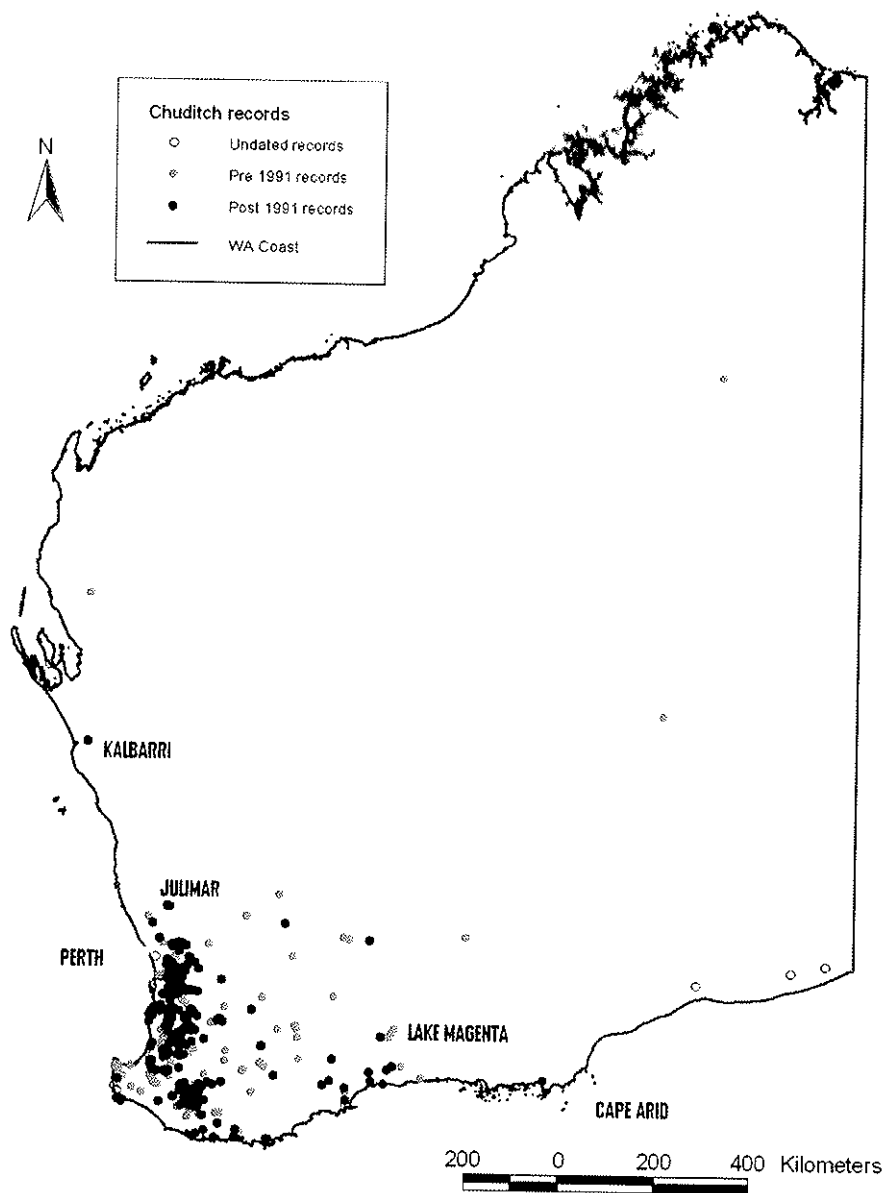 Chuditch records
Undated records
Pre 1991 records
Post 1991 records
WA Coast
N
KALBARRI
JULIMAR
PERTH
LAKE MAGENTA
CAPE ARID
200 0 200 400 Kilometers